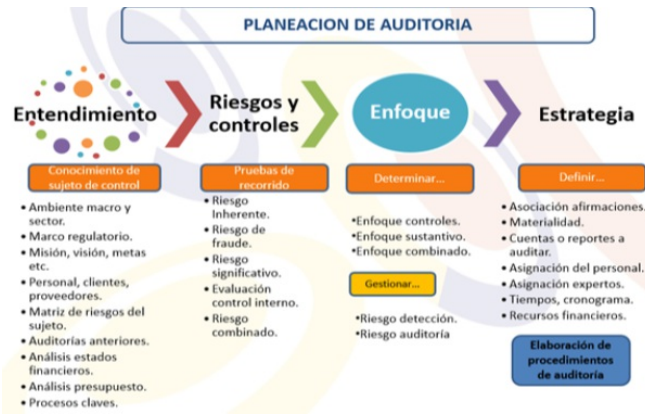 PLANEACION DE AUDITORIA
Entendimiento
Conocimiento de
sujeto de control
• Ambiente macro y
sector.
• Marco regulatorio.
• Misión, visión, metas
etc.
• Personal, clientes,
proveedores.
• Matriz de riesgos del
sujeto.
• Auditorías anteriores.
• Análisis estados
financieros.
• Análisis presupuesto.
• Procesos claves.
Riesgos y
controles
Pruebas de
recorrido
• Riesgo
Inherente.
• Riesgo de
fraude.
• Riesgo
significativo.
• Evaluación
control interno.
• Riesgo
combinado.
Enfoque
Determinar...
•Enfoque controles.
•Enfoque sustantivo.
•Enfoque combinado.
Gestionar...
•Riesgo detección.
•Riesgo auditoría
Estrategia
Definir...
• Asociación afirmaciones.
• Materialidad.
• Cuentas o reportes a
auditar.
• Asignación del personal.
• Asignación expertos.
• Tiempos, cronograma.
• Recursos financieros.
Elaboración de
procedimientos
de auditoría